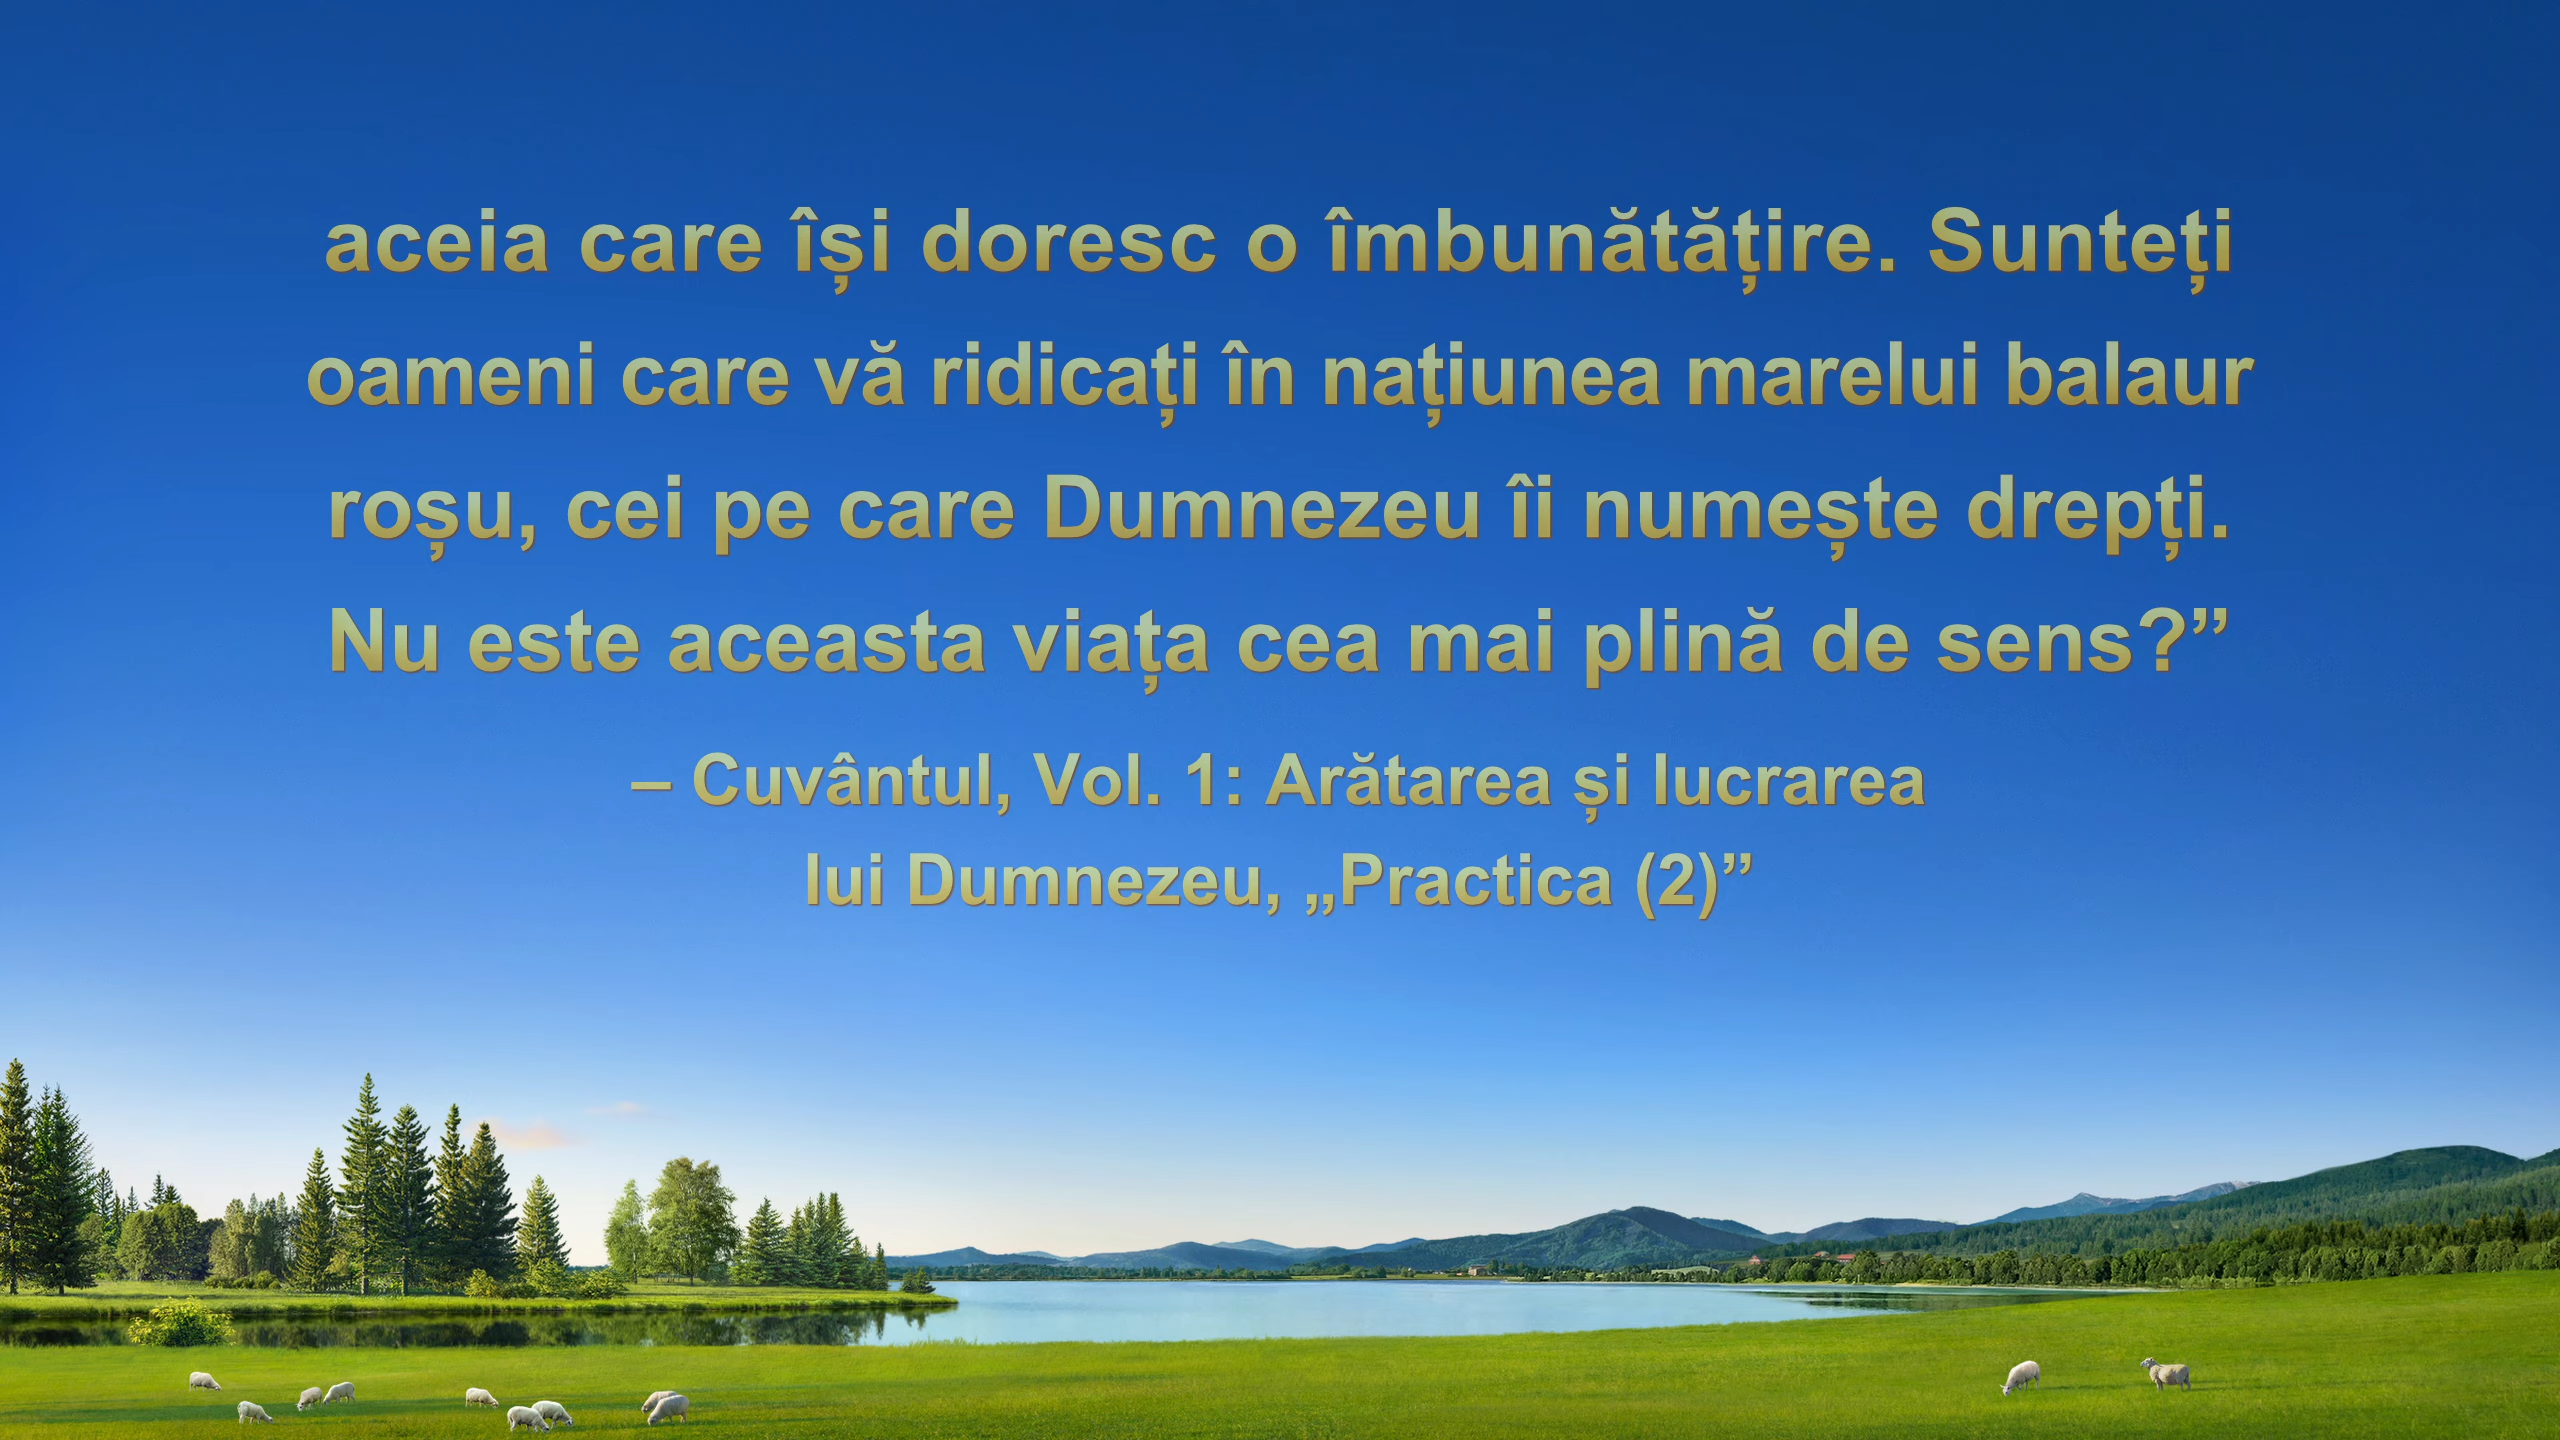 aceia care își doresc o îmbunătățire. Sunteți
oameni care vă ridicați în națiunea marelui balaur
roșu, cei pe care Dumnezeu îi numește drepți.
Nu este aceasta viața cea mai plină de sens?”
– Cuvântul, Vol. 1: Arătarea și lucrarea
lui Dumnezeu, „Practica (2)”